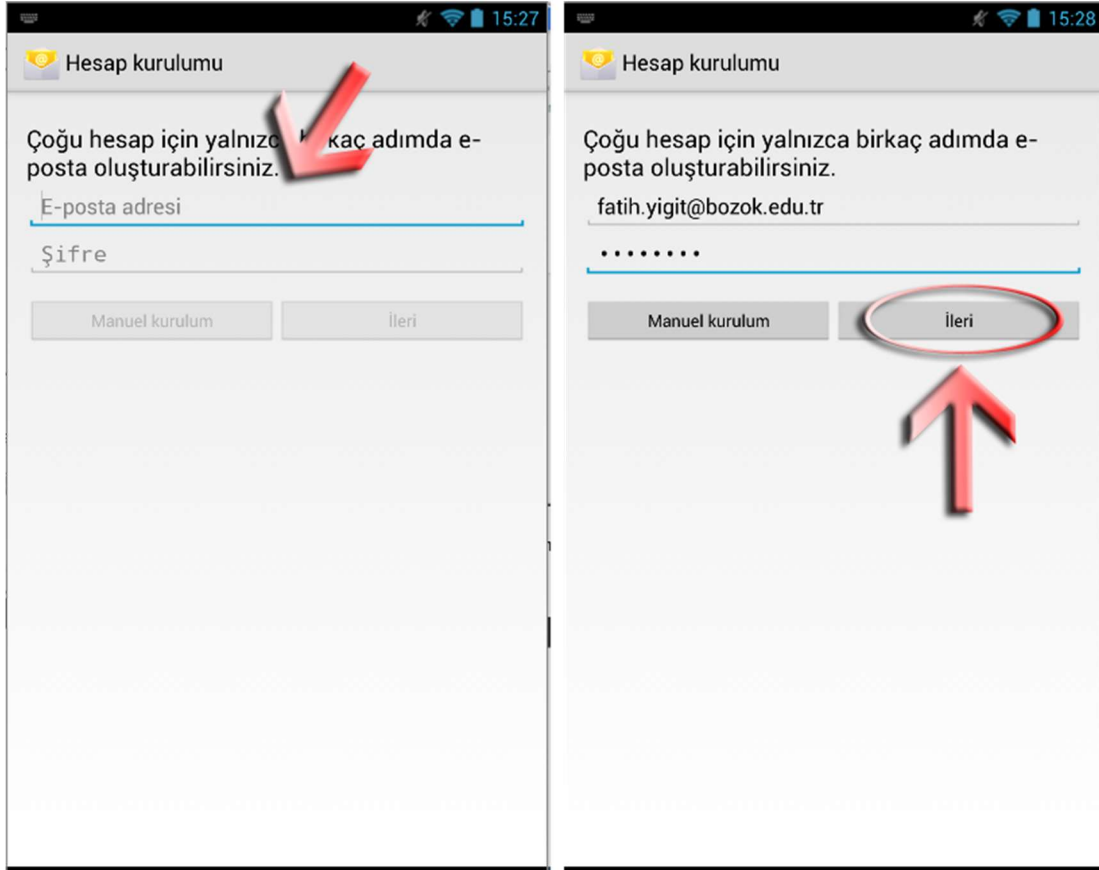 15:27
Hesap kurulumu
Çoğu hesap için yalnızca kaç adımda e-
posta oluşturabilirsiniz.
E-posta adresi
Şifre
Manuel kurulum İleri
15:28
Hesap kurulumu
Çoğu hesap için yalnızca birkaç adımda e-
posta oluşturabilirsiniz.
fatih.yigit@bozok.edu.tr
••••••••
Manuel kurulum İleri